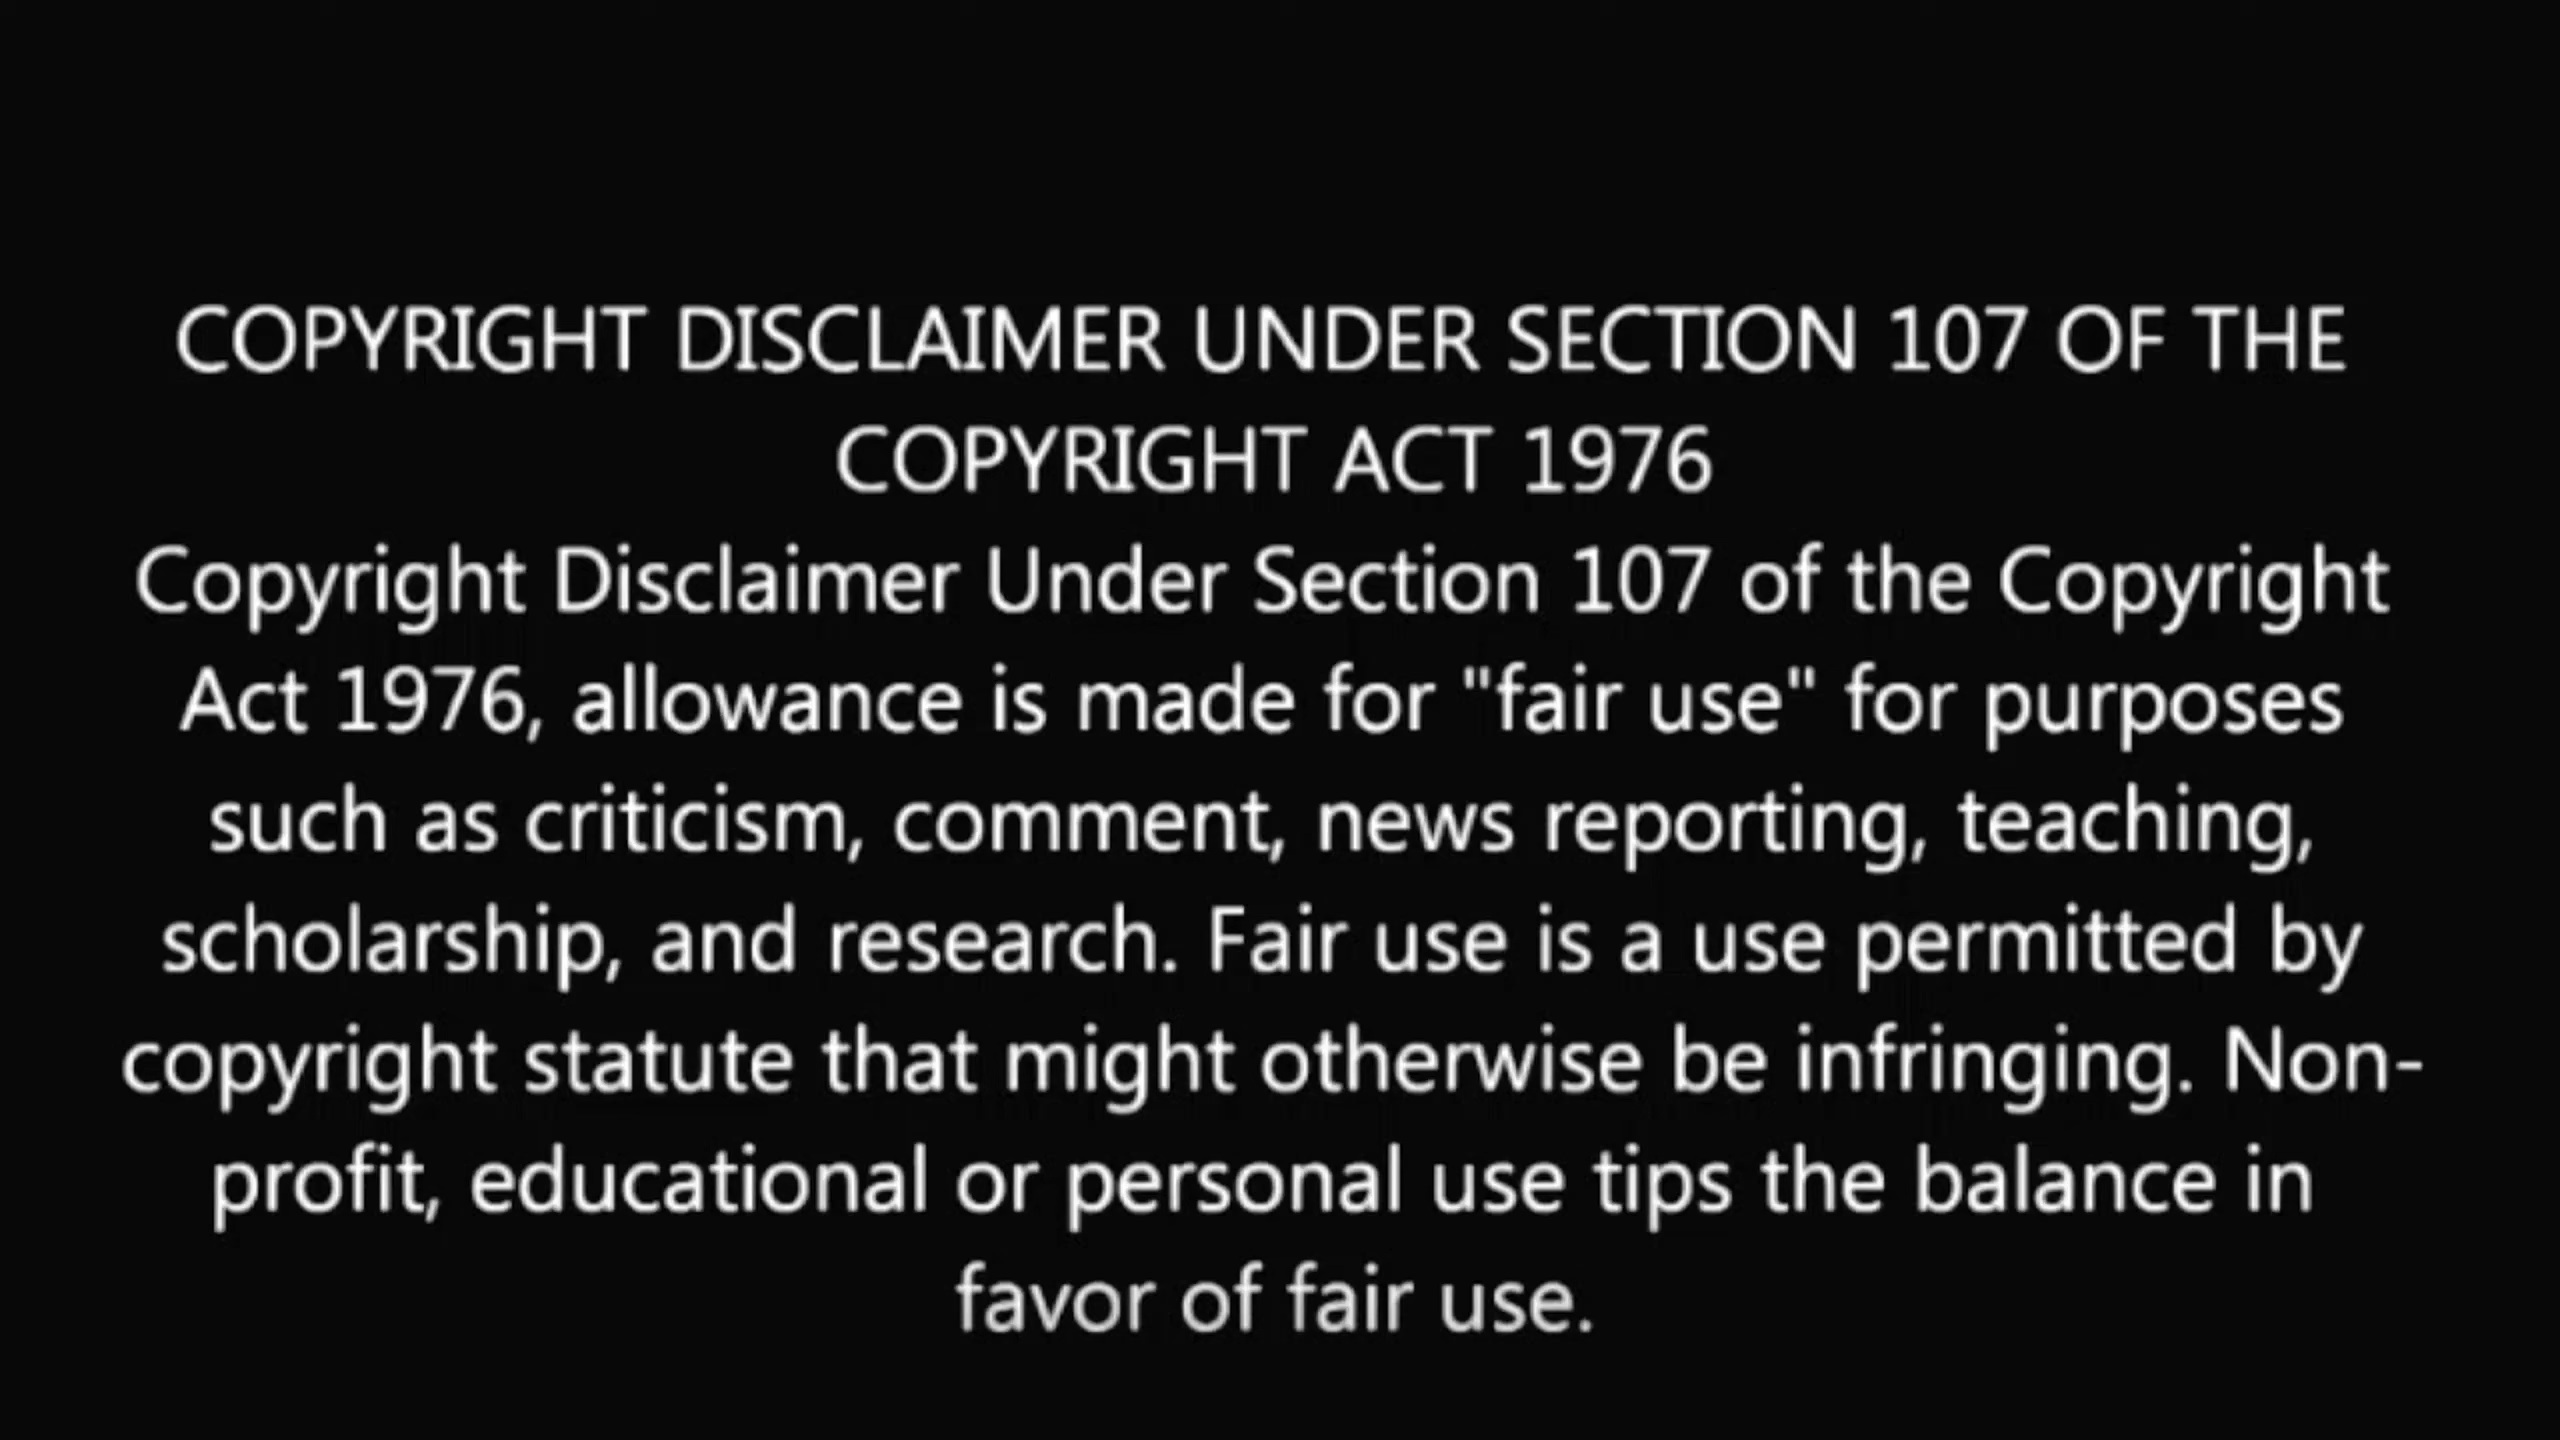 COPYRIGHT DISCLAIMER UNDER SECTION 107 OF THE
COPYRIGHT ACT 1976
Copyright Disclaimer Under Section 107 of the Copyright
Act 1976, allowance is made for "fair use" for purposes
such as criticism, comment, news reporting, teaching,
scholarship, and research. Fair use is a use permitted by
copyright statute that might otherwise be infringing. Non-
profit, educational or personal use tips the balance in
favor of fair use.